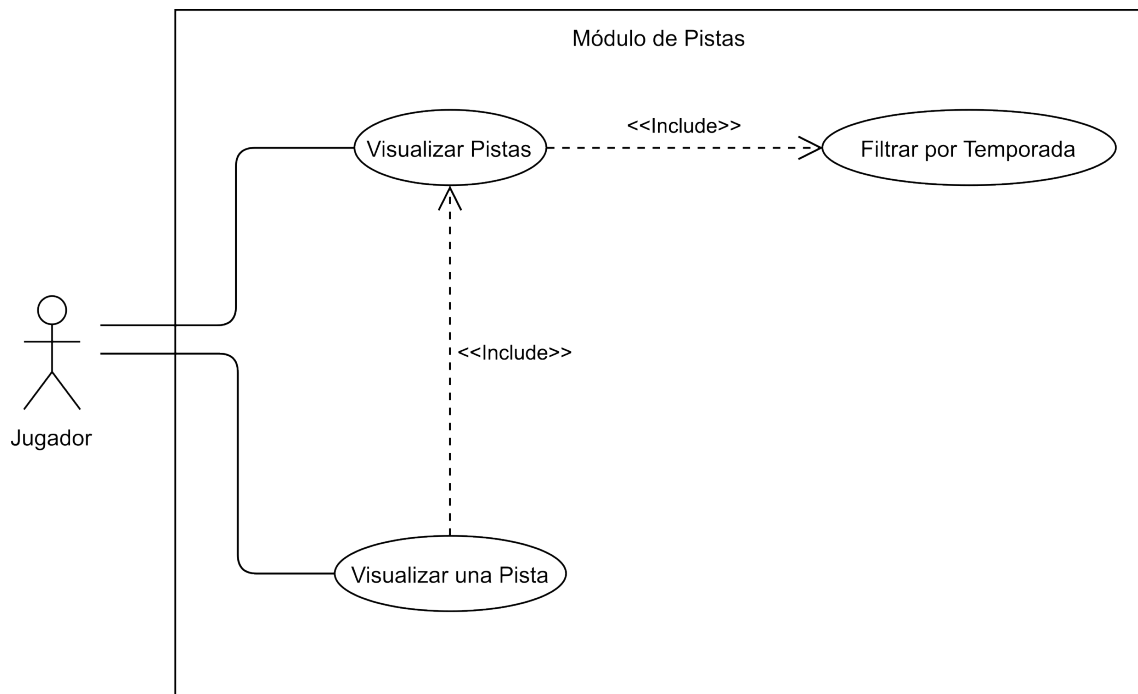 Módulo de Pistas
Visualizar Pistas
<<Include>>
Filtrar por Temporada
<<Include>>
Jugador
Visualizar una Pista